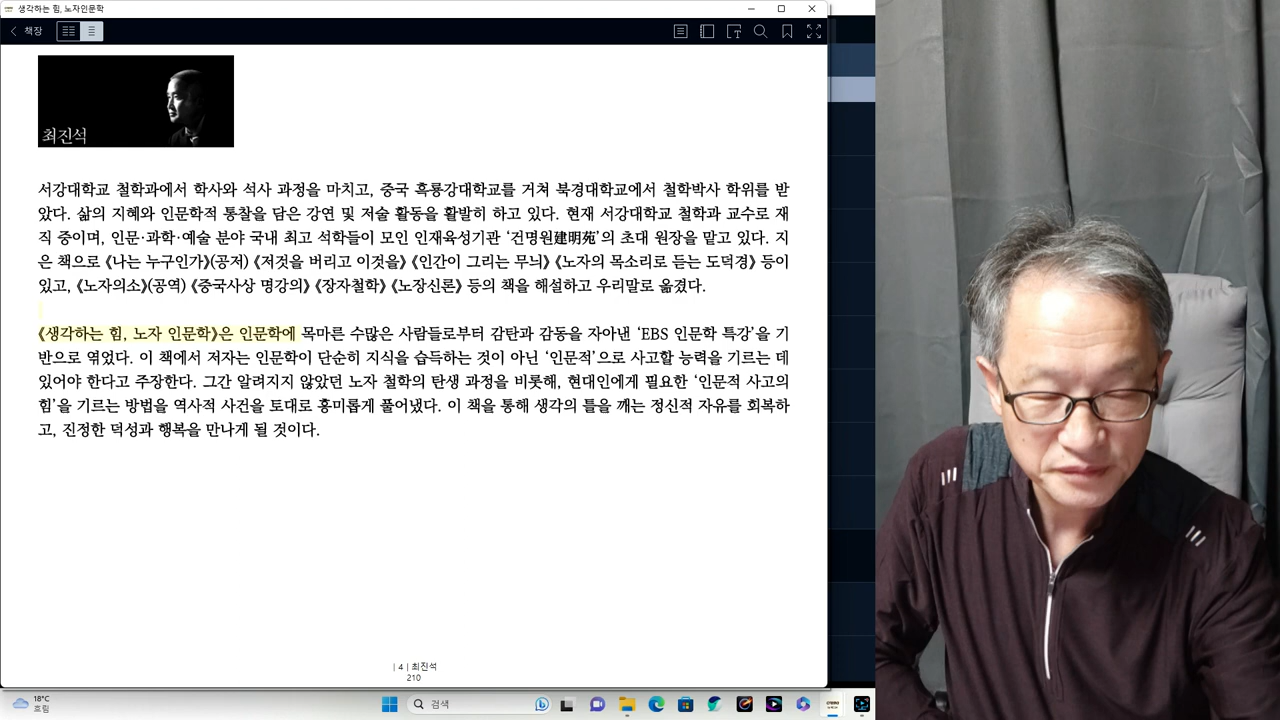 생각하는 힘, 노자인문학
책장
최진석
서강대학교 철학과에서 학사와 석사 과정을 마치고, 중국 흑룡강대학교를 거쳐 북경대학교에서 철학박사 학위를 받
았다. 삶의 지혜와 인문학적 통찰을 담은 강연 및 저술 활동을 활발히 하고 있다. 현재 서강대학교 철학과 교수로 재
직 중이며, 인문·과학·예술 분야 국내 최고 석학들이 모인 인재육성기관 ‘건명원建明苑’의 초대 원장을 맡고 있다. 지
은 책으로 《나는 누구인가》(공저) 《저것을 버리고 이것을》 《인간이 그리는 무늬》 《노자의 목소리로 듣는 도덕경》 등이
있고, 《노자의소》(공역) 《중국사상 명강의》 《장자철학》 《노장신론》 등의 책을 해설하고 우리말로 옮겼다.
《생각하는 힘, 노자 인문학》은 인문학에 목마른 수많은 사람들로부터 감탄과 감동을 자아낸 ‘EBS 인문학 특강’을 기
반으로 엮었다. 이 책에서 저자는 인문학이 단순히 지식을 습득하는 것이 아닌 ‘인문적’으로 사고할 능력을 기르는 데
있어야 한다고 주장한다. 그간 알려지지 않았던 노자 철학의 탄생 과정을 비롯해, 현대인에게 필요한 ‘인문적 사고의
힘’을 기르는 방법을 역사적 사건을 토대로 흥미롭게 풀어냈다. 이 책을 통해 생각의 틀을 깨는 정신적 자유를 회복하
고, 진정한 덕성과 행복을 만나게 될 것이다.
| 4 | 최진석
210
18°C
흐림
검색